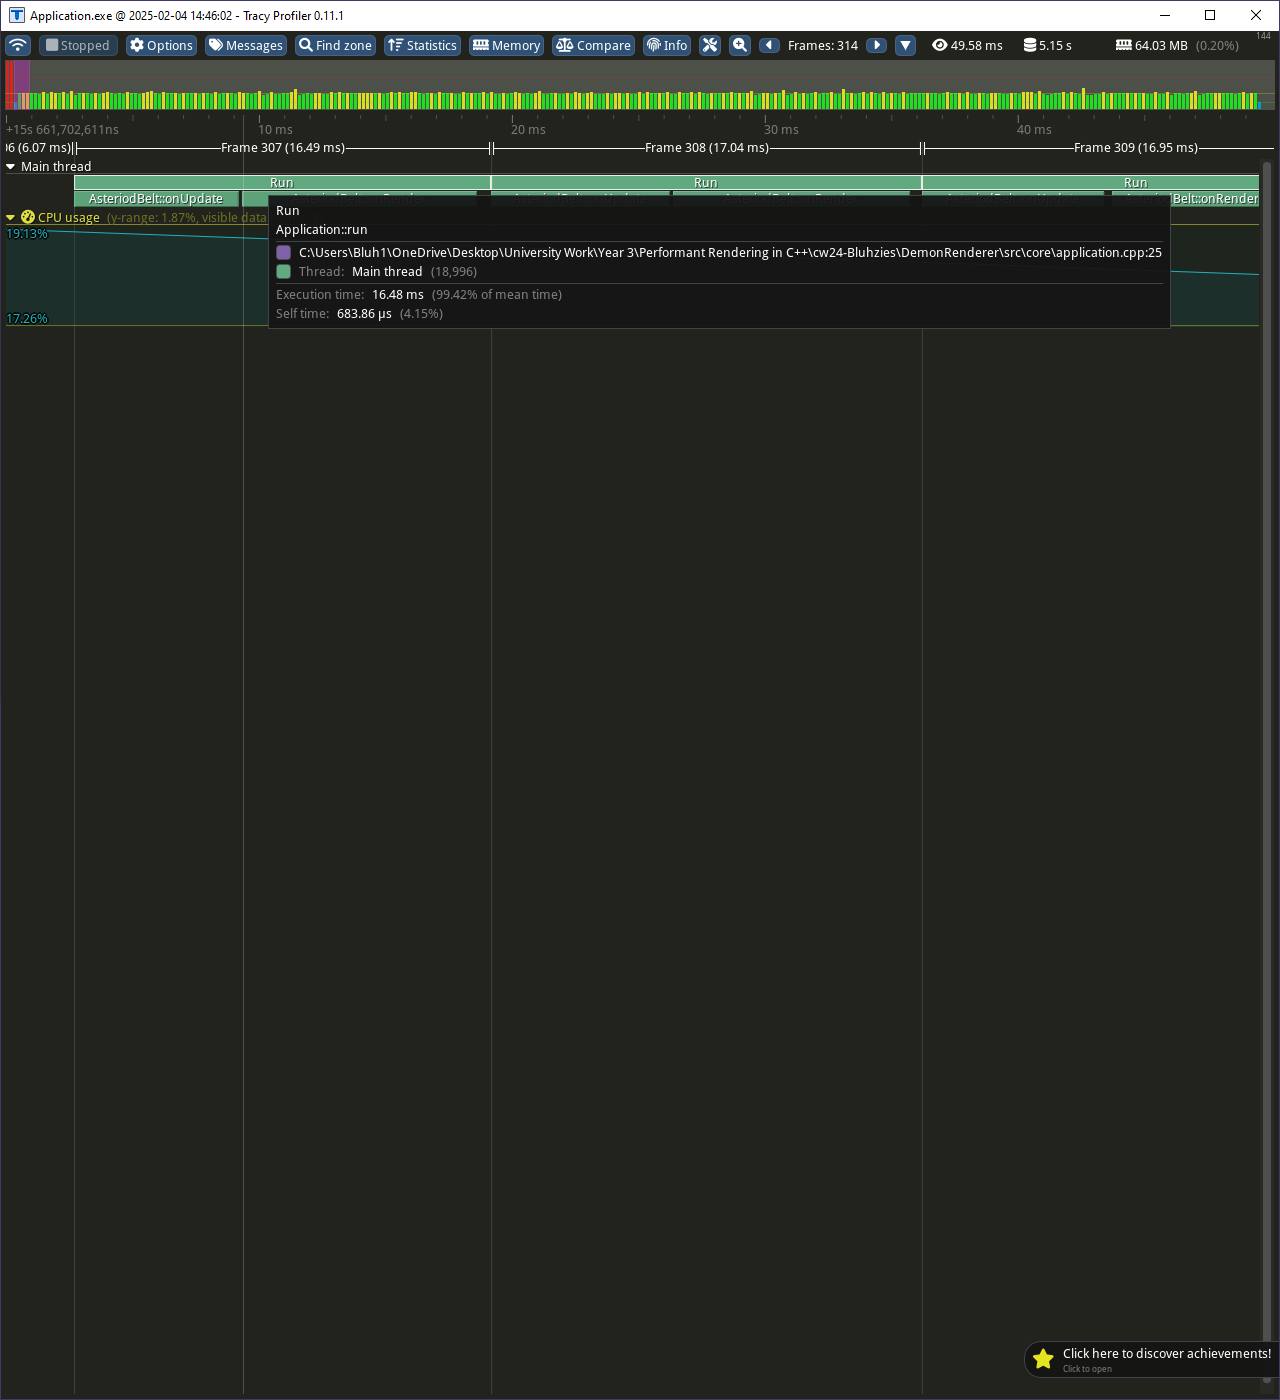 Application.exe @ 2025-02-04 14:46:02 - Tracy Profiler 0.11.1
Stopped Options Messages Find zone Statistics Memory Compare Info Frames: 314 49.58 ms 5.15 s 64.03 MB (0.20%) 144
+15s 661,702,611ns 10 ms 20 ms 30 ms 40 ms
06 (6.07 ms) Frame 307 (16.49 ms) Frame 308 (17.04 ms) Frame 309 (16.95 ms)
Main thread
Run Run Run
AsteriodBelt::onUpdate Belt::onRender
CPU usage (y-range: 1.87%, visible data
19.13%
17.26%
Run
Application::run
C:\Users\Bluh1\OneDrive\Desktop\University Work\Year 3\Performant Rendering in C++\cw24-Bluhzies\DemonRenderer\src\core\application.cpp:25
Thread: Main thread (18,996)
Execution time: 16.48 ms (99.42% of mean time)
Self time: 683.86 μs (4.15%)
Click here to discover achievements!
Click to open